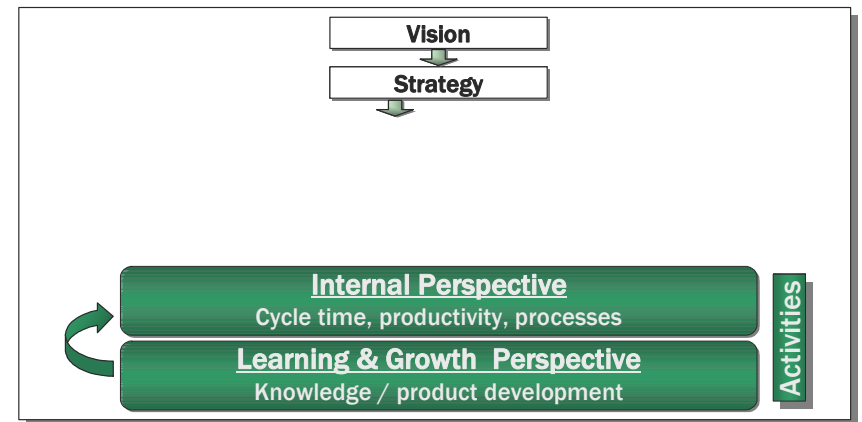 Vision
Strategy
Internal Perspective
Cycle time, productivity, processes
Learning & Growth  Perspective
Knowledge / product development
Activities